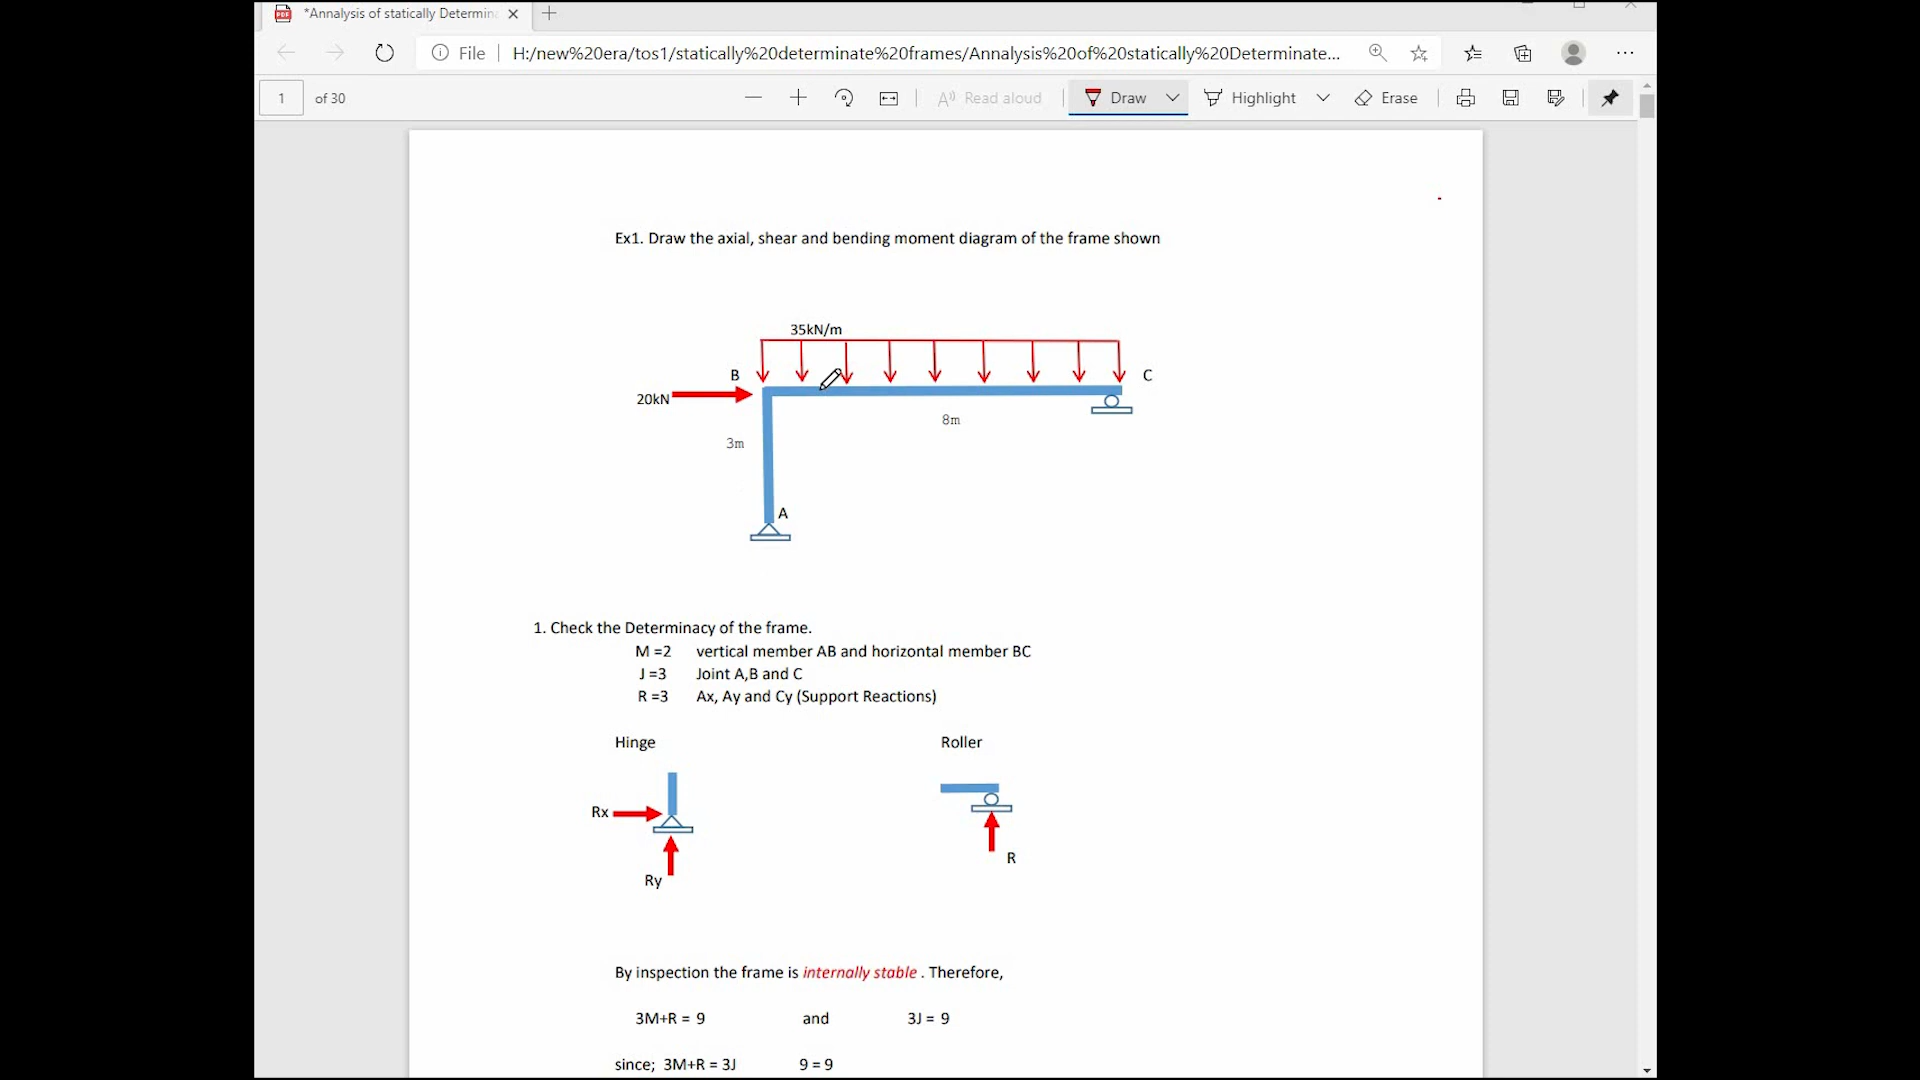 *Annalysis of statically Determin
File
H:/new%20era/tos1/statically%20determinate%20frames/Annalysis%20of%20statically%20Determinate...
1 of 30
Read aloud
Draw
Highlight
Erase
Ex1. Draw the axial, shear and bending moment diagram of the frame shown
35kN/m
B
C
20kN
8m
3m
A
1. Check the Determinacy of the frame.
M =2 vertical member AB and horizontal member BC
J =3 Joint A,B and C
R =3 Ax, Ay and Cy (Support Reactions)
Hinge Roller
Rx
R
Ry
By inspection the frame is internally stable . Therefore,
3M+R = 9 and 3J = 9
since; 3M+R = 3J 9 = 9